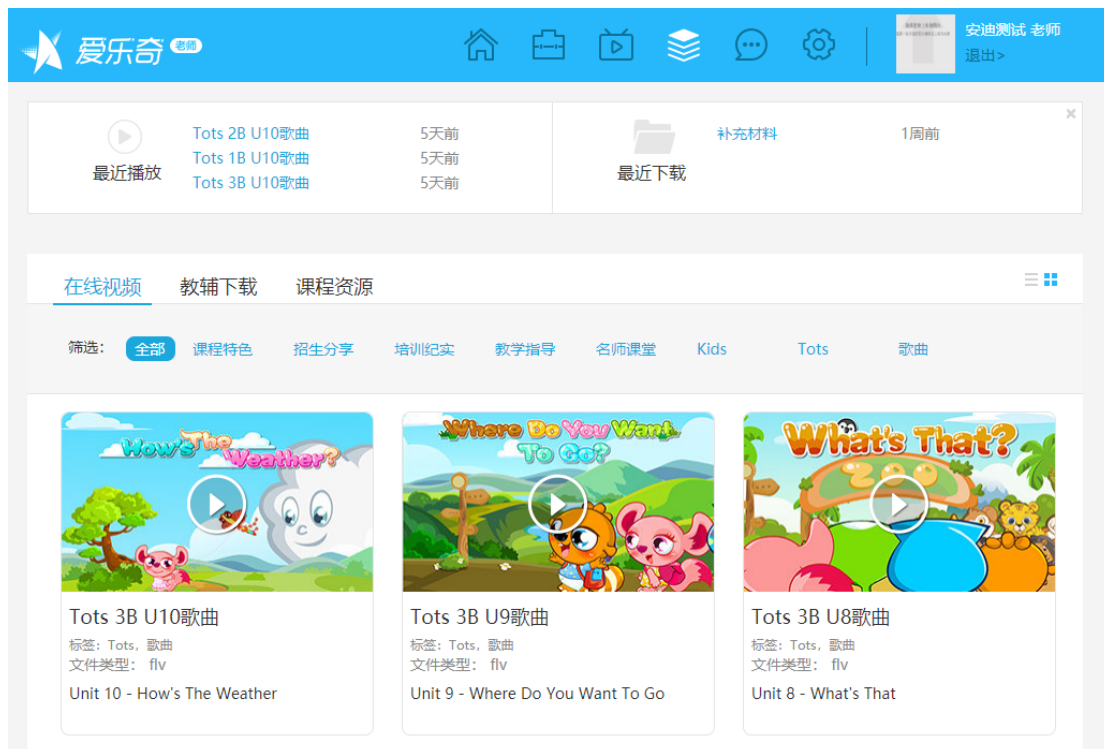 爱乐奇 老师
安迪测试 老师
退出>
最近播放
Tots 2B U10歌曲 5天前
Tots 1B U10歌曲 5天前
Tots 3B U10歌曲 5天前
最近下载
补充材料 1周前
在线视频 教辅下载 课程资源
筛选: 全部 课程特色 招生分享 培训纪实 教学指导 名师课堂 Kids Tots 歌曲
How's The
Weather?
Tots 3B U10歌曲
标签: Tots, 歌曲
文件类型: flv
Unit 10 - How's The Weather
Where Do You Want
To Go?
Tots 3B U9歌曲
标签: Tots, 歌曲
文件类型: flv
Unit 9 - Where Do You Want To Go
What's That?
ZOO
Tots 3B U8歌曲
标签: Tots, 歌曲
文件类型: flv
Unit 8 - What's That